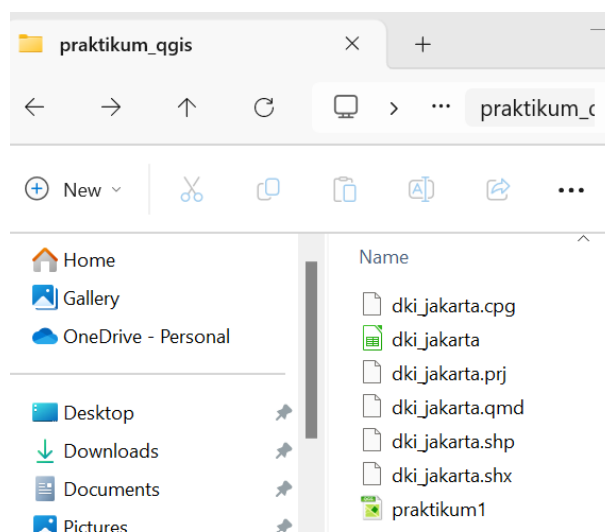 praktikum_qgis
praktikum_q
New
Home
Gallery
OneDrive - Personal
Desktop
Downloads
Documents
Pictures
Name
dki_jakarta.cpg
dki_jakarta
dki_jakarta.prj
dki_jakarta.qmd
dki_jakarta.shp
dki_jakarta.shx
praktikum1